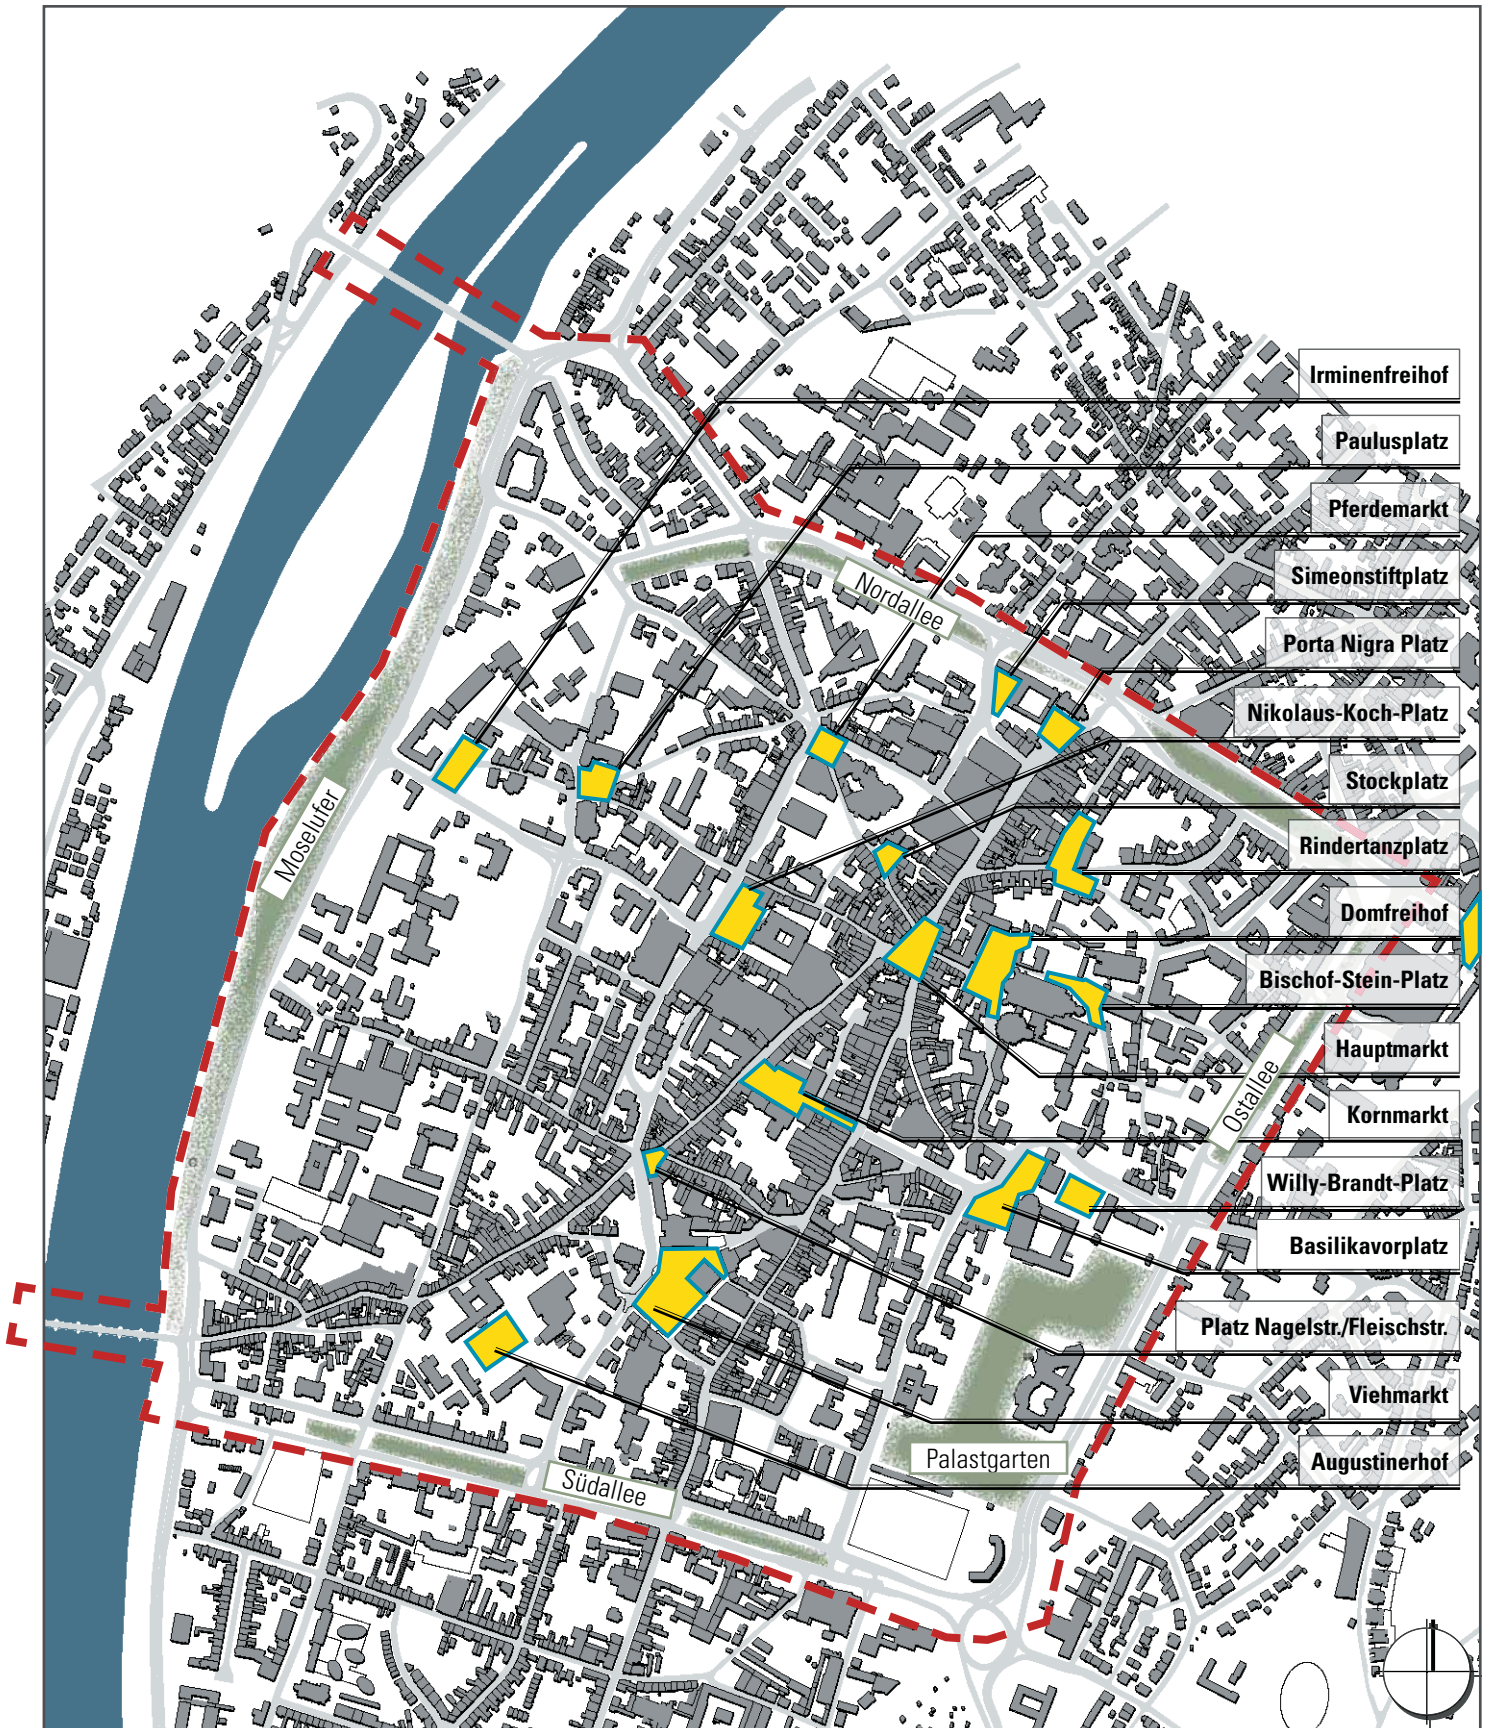 Irminenfreihof
Paulusplatz
Pferdemarkt
Simeonstiftplatz
Nordallee
Porta Nigra Platz
Nikolaus-Koch-Platz
Stockplatz
Moselufer
Rindertanzplatz
Domfreihof
Bischof-Stein-Platz
Hauptmarkt
Ostallee
Kornmarkt
Willy-Brandt-Platz
Basilikavorplatz
Platz Nagelstr./Fleischstr.
Viehmarkt
Palastgarten
Augustinerhof
Südallee